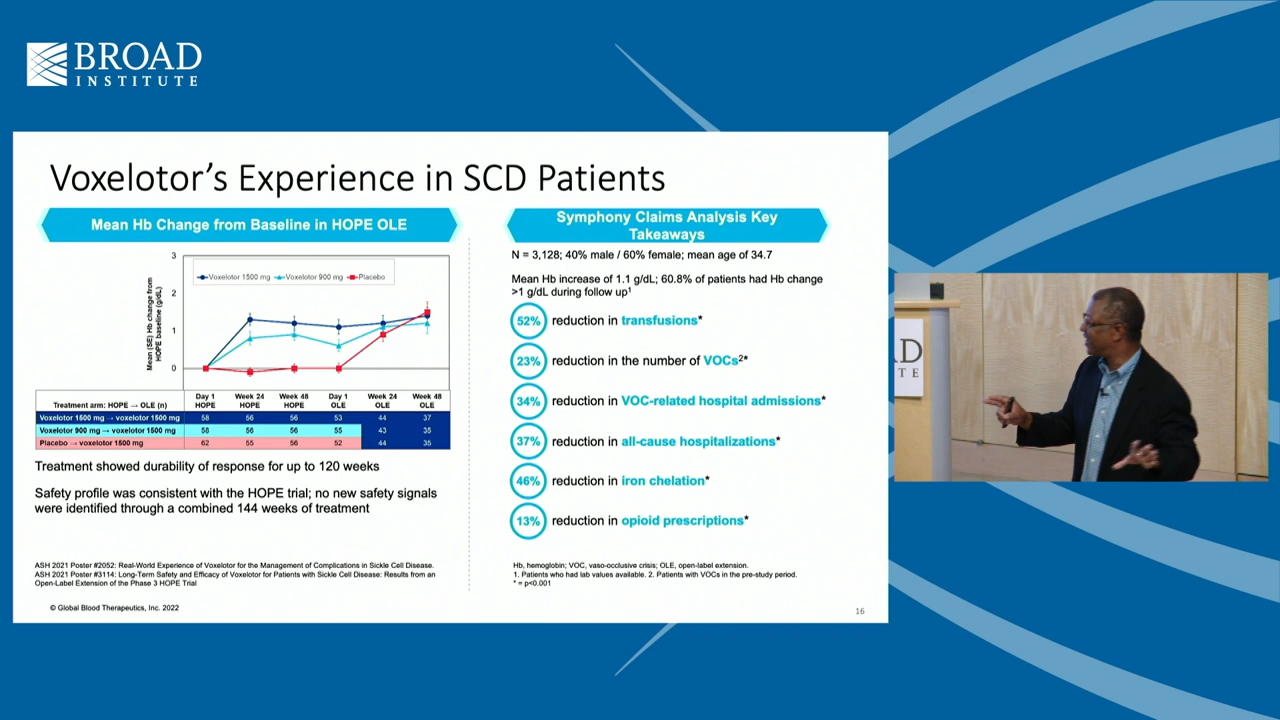 BROAD
INSTITUTE
Voxelotor’s Experience in SCD Patients
Mean Hb Change from Baseline in HOPE OLE
Mean (SE) Hb change from
HOPE baseline (g/dL)
3
2
1
0
Voxelotor 1500 mg Voxelotor 900 mg Placebo
Treatment arm: HOPE → OLE (n) Day 1 HOPE Week 24 HOPE Week 48 HOPE Day 1 OLE Week 24 OLE Week 48 OLE
Voxelotor 1500 mg → voxelotor 1500 mg 58 56 56 53 44 37
Voxelotor 900 mg → voxelotor 1500 mg 58 56 56 55 43 35
Placebo → voxelotor 1500 mg 62 55 56 52 44 35
Treatment showed durability of response for up to 120 weeks
Safety profile was consistent with the HOPE trial; no new safety signals
were identified through a combined 144 weeks of treatment
ASH 2021 Poster #2052: Real-World Experience of Voxelotor for the Management of Complications in Sickle Cell Disease.
ASH 2021 Poster #3114: Long-Term Safety and Efficacy of Voxelotor for Patients with Sickle Cell Disease: Results from an
Open-Label Extension of the Phase 3 HOPE Trial
© Global Blood Therapeutics, Inc. 2022
Symphony Claims Analysis Key
Takeaways
N = 3,128; 40% male / 60% female; mean age of 34.7
Mean Hb increase of 1.1 g/dL; 60.8% of patients had Hb change
>1 g/dL during follow up¹
52% reduction in transfusions*
23% reduction in the number of VOCs²*
34% reduction in VOC-related hospital admissions*
37% reduction in all-cause hospitalizations*
46% reduction in iron chelation*
13% reduction in opioid prescriptions*
Hb, hemoglobin; VOC, vaso-occlusive crisis; OLE, open-label extension.
1. Patients who had lab values available. 2. Patients with VOCs in the pre-study period.
* = p<0.001
16
D
TE